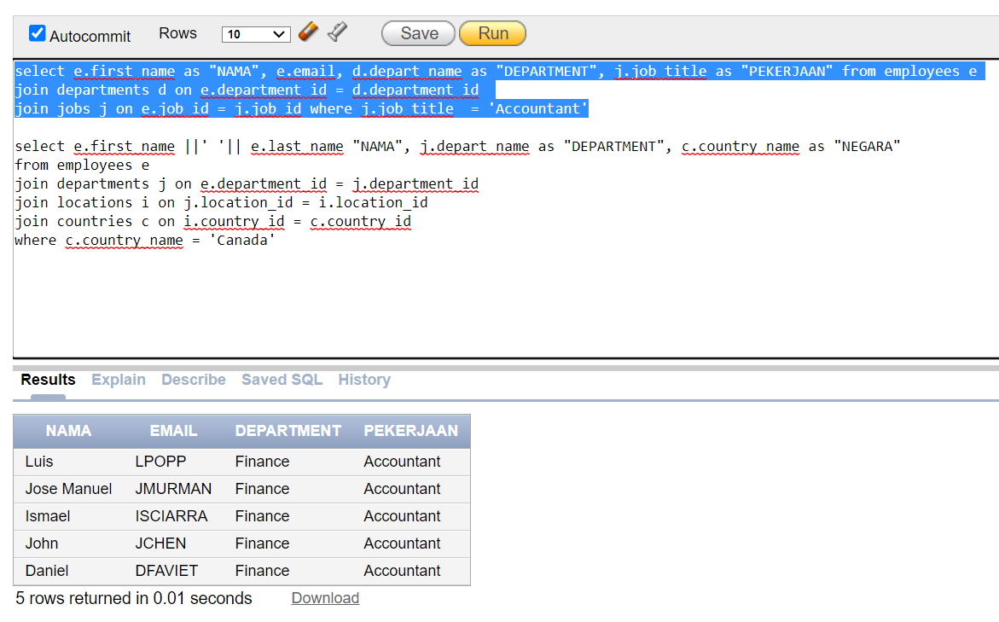 Autocommit Rows 10 Save Run
select e.first_name as "NAMA", e.email, d.depart_name as "DEPARTMENT", j.job_title as "PEKERJAAN" from employees e
join departments d on e.department_id = d.department_id
join jobs j on e.job_id = j.job_id where j.job_title  = 'Accountant'
select e.first_name ||' '|| e.last_name "NAMA", j.depart_name as "DEPARTMENT", c.country_name as "NEGARA"
from employees e
join departments j on e.department_id = j.department_id
join locations i on j.location_id = i.location_id
join countries c on i.country_id = c.country_id
where c.country_name = 'Canada'
Results Explain Describe Saved SQL History
NAMA EMAIL DEPARTMENT PEKERJAAN
Luis LPOPP Finance Accountant
Jose Manuel JMURMAN Finance Accountant
Ismael ISCIARRA Finance Accountant
John JCHEN Finance Accountant
Daniel DFAVIET Finance Accountant
5 rows returned in 0.01 seconds Download